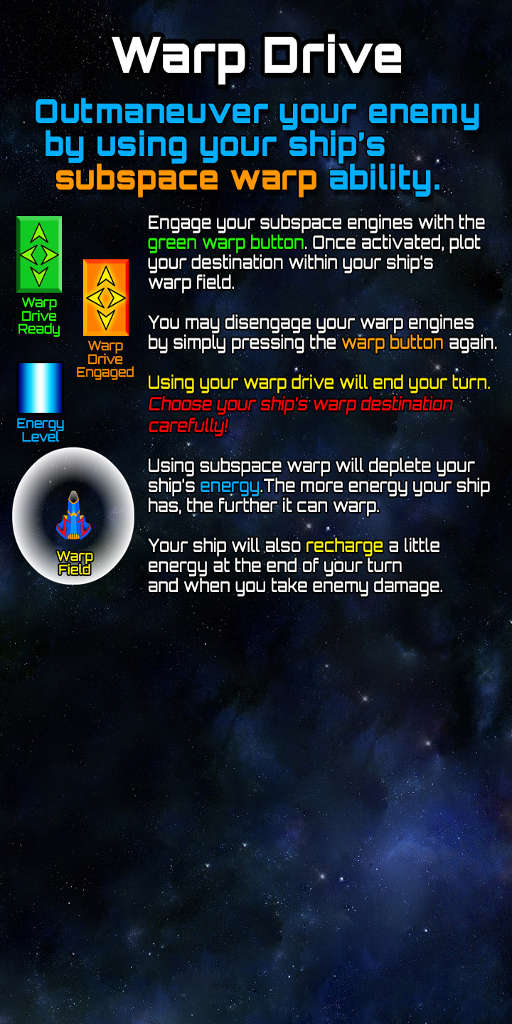 Warp Drive
Outmaneuver your enemy
by using your ship's
subspace warp ability.
Engage your subspace engines with the
green warp button. Once activated, plot
your destination within your ship's
warp field.
You may disengage your warp engines
by simply pressing the warp button again.
Using your warp drive will end your turn.
Choose your ship's warp destination
carefully!
Using subspace warp will deplete your
ship's energy.The more energy your ship
has, the further it can warp.
Your ship will also recharge a little
energy at the end of your turn
and when you take enemy damage.
Warp
Drive
Ready
Warp
Drive
Engaged
Energy
Level
Warp
Field